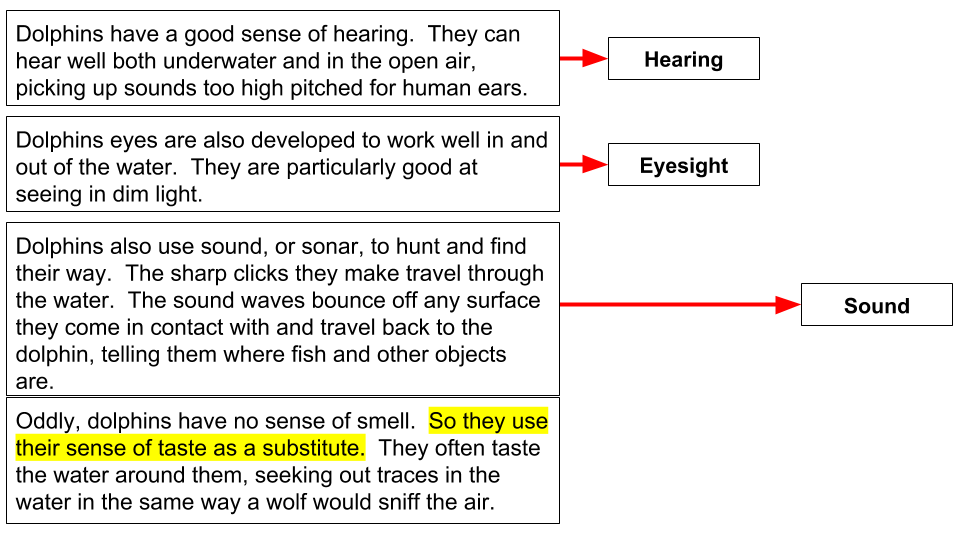 Dolphins have a good sense of hearing.  They can
hear well both underwater and in the open air,
picking up sounds too high pitched for human ears.
Hearing
Dolphins eyes are also developed to work well in and
out of the water.  They are particularly good at
seeing in dim light.
Eyesight
Dolphins also use sound, or sonar, to hunt and find
their way.  The sharp clicks they make travel through
the water.  The sound waves bounce off any surface
they come in contact with and travel back to the
dolphin, telling them where fish and other objects
are.
Sound
Oddly, dolphins have no sense of smell.  So they use
their sense of taste as a substitute.  They often taste
the water around them, seeking out traces in the
water in the same way a wolf would sniff the air.